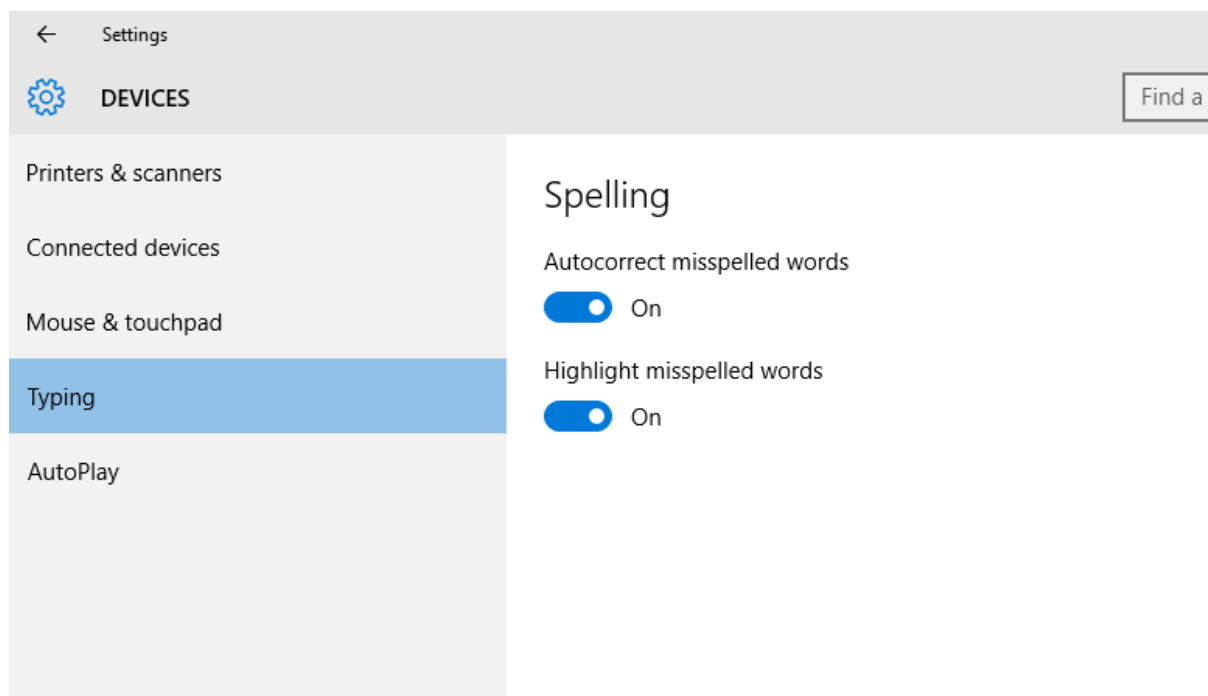 Settings
DEVICES
Find a
Printers & scanners
Connected devices
Mouse & touchpad
Typing
AutoPlay
Spelling
Autocorrect misspelled words
On
Highlight misspelled words
On